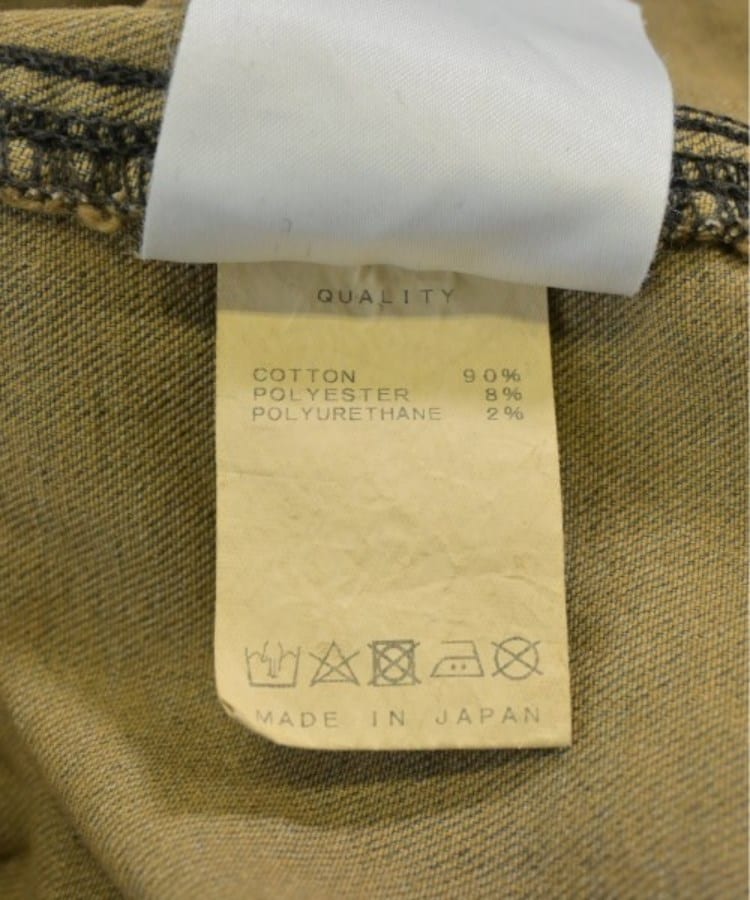 QUALITY
COTTON 90%
POLYESTER 8%
POLYURETHANE 2%
MADE IN JAPAN